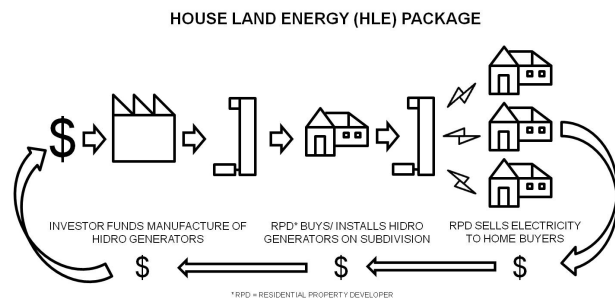 HOUSE LAND ENERGY (HLE) PACKAGE
$
INVESTOR FUNDS MANUFACTURE OF
HIDRO GENERATORS
RPD* BUYS/ INSTALLS HIDRO
GENERATORS ON SUBDIVISION
RPD SELLS ELECTRICITY
TO HOME BUYERS
$ $ $
*RPD = RESIDENTIAL PROPERTY DEVELOPER